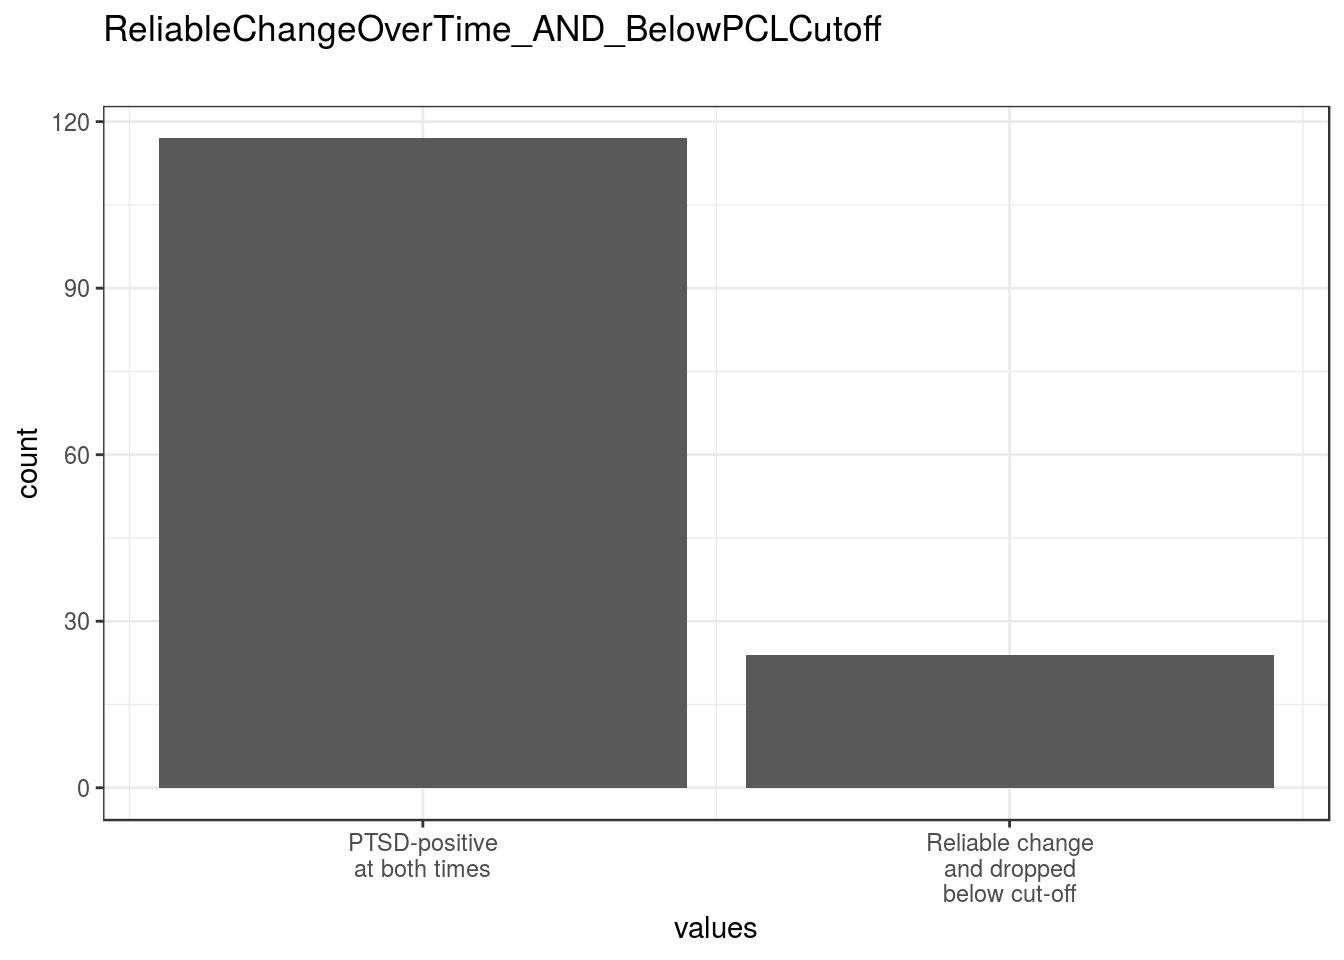 ReliableChangeOverTime_AND_BelowPCLCutoff
120
90
60
30
0
count
PTSD-positive
at both times
Reliable change
and dropped
below cut-off
values